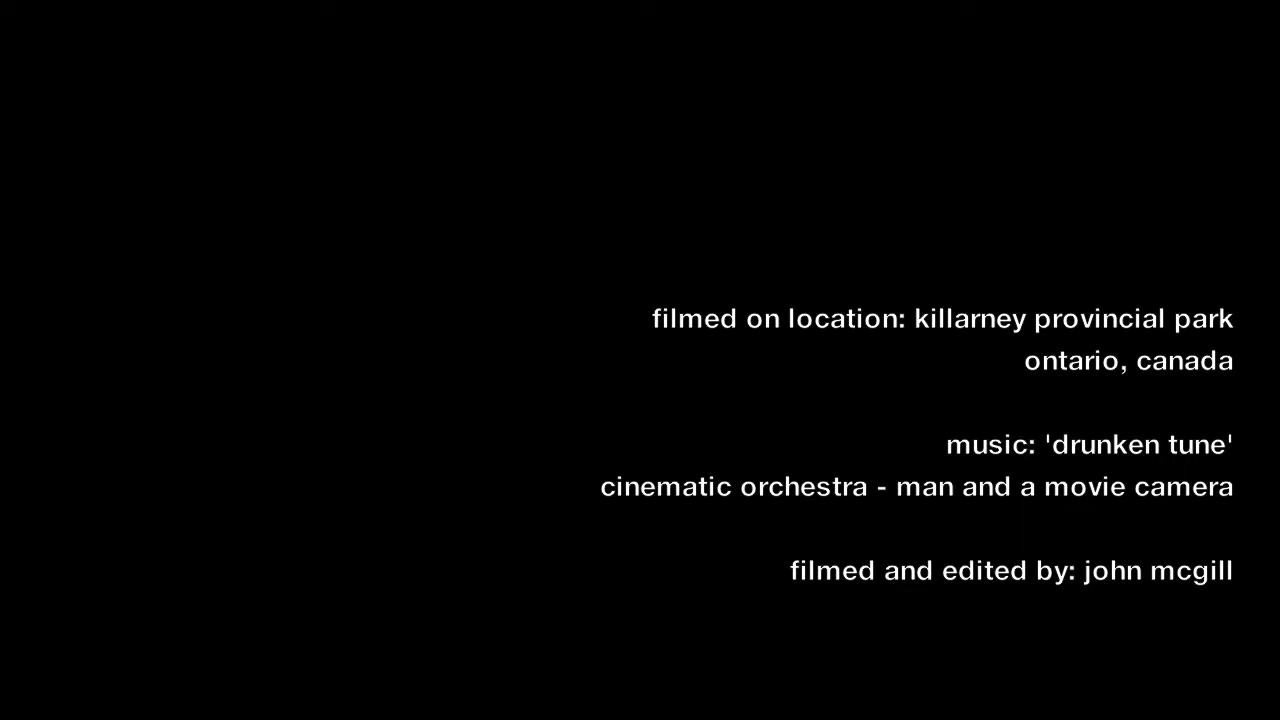 filmed on location: killarney provincial park
ontario, canada
music: 'drunken tune'
cinematic orchestra - man and a movie camera
filmed and edited by: john mcgill